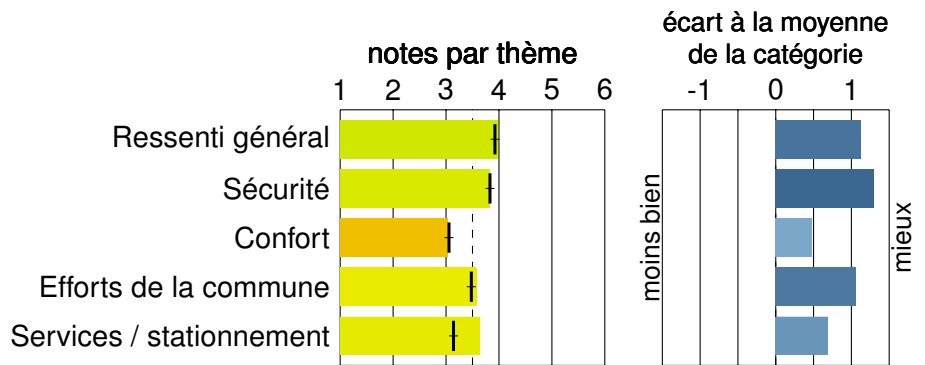 écart à la moyenne
de la catégorie
notes par thème
1 2 3 4 5 6
-1 0 1
Ressenti général
Sécurité
Confort
Efforts de la commune
Services / stationnement
moins bien
mieux